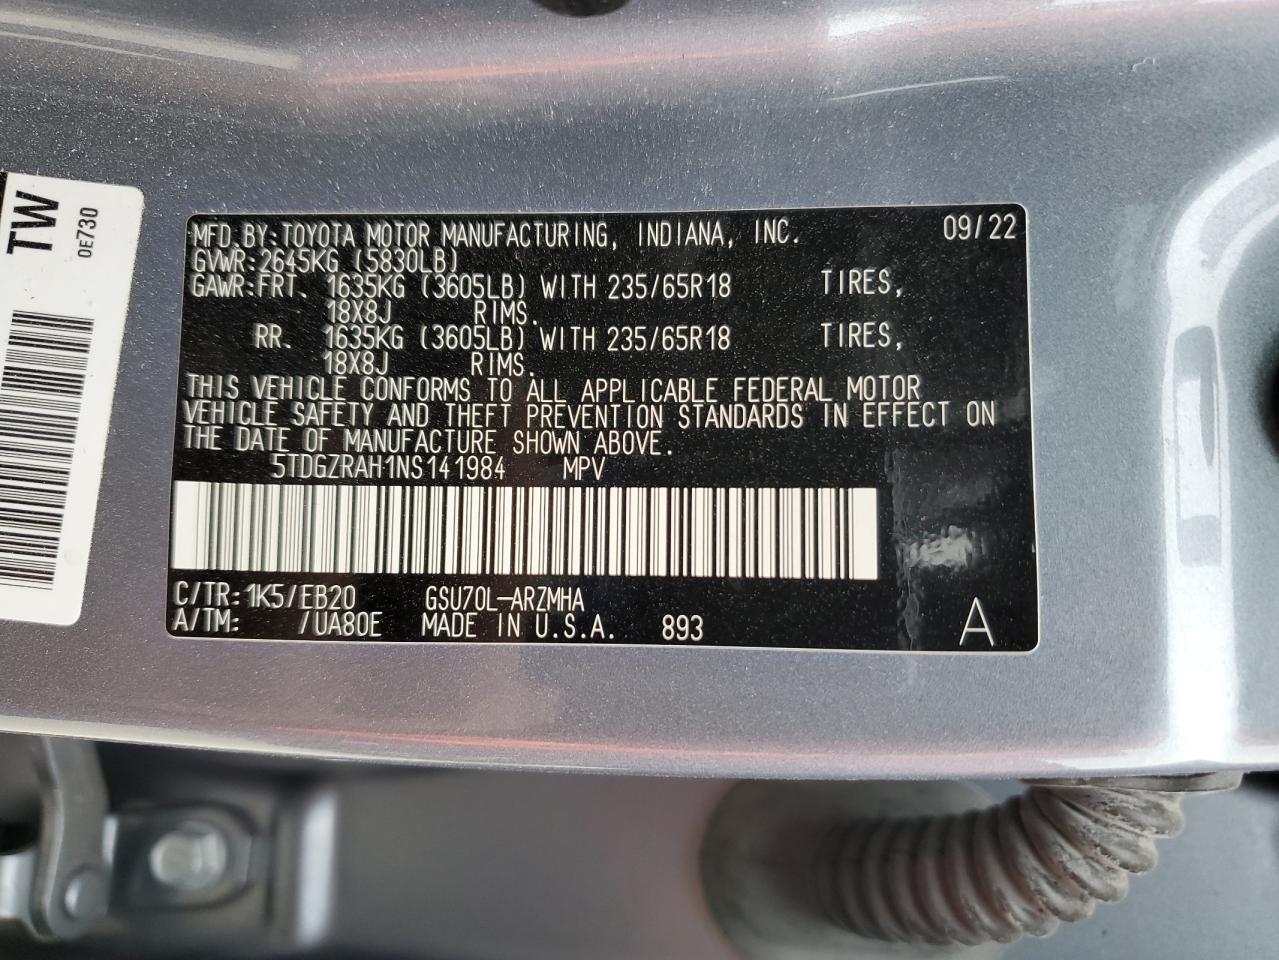 TW
0E730
MFD.BY:TOYOTA MOTOR MANUFACTURING, INDIANA, INC. 09/22
GVWR:2645KG (5830LB)
GAWR:FRT. 1635KG (3605LB) WITH 235/65R18 TIRES,
18X8J RIMS.
RR. 1635KG (3605LB) WITH 235/65R18 TIRES,
18X8J RIMS.
THIS VEHICLE CONFORMS TO ALL APPLICABLE FEDERAL MOTOR
VEHICLE SAFETY AND THEFT PREVENTION STANDARDS IN EFFECT ON
THE DATE OF MANUFACTURE SHOWN ABOVE.
5TDGZRAH1NS141984 MPV
C/TR:1K5/EB20 GSU70L-ARZMHA
A/TM: /UA80E MADE IN U.S.A. 893 A